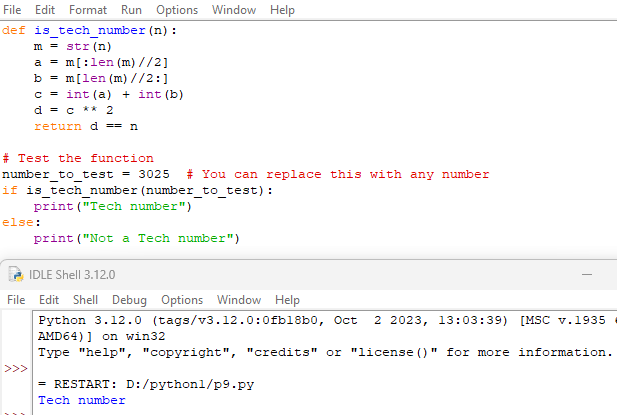 File Edit Format Run Options Window Help
def is_tech_number(n):
    m = str(n)
    a = m[:len(m)//2]
    b = m[len(m)//2:]
    c = int(a) + int(b)
    d = c ** 2
    return d == n
# Test the function
number_to_test = 3025  # You can replace this with any number
if is_tech_number(number_to_test):
    print("Tech number")
else:
    print("Not a Tech number")
IDLE Shell 3.12.0
File Edit Shell Debug Options Window Help
Python 3.12.0 (tags/v3.12.0:0fb18b0, Oct  2 2023, 13:03:39) [MSC v.1935
AMD64)] on win32
Type "help", "copyright", "credits" or "license()" for more information.
>>>
= RESTART: D:/python1/p9.py
Tech number
>>>